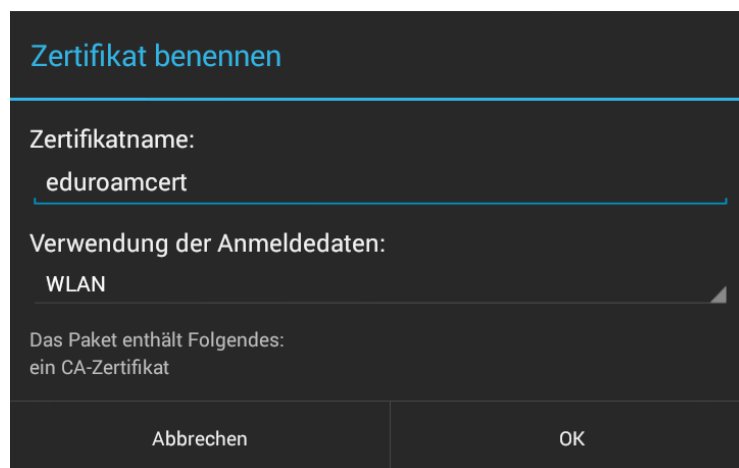 Zertifikat benennen
Zertifikatname:
eduroamcert
Verwendung der Anmeldedaten:
WLAN
Das Paket enthält Folgendes:
ein CA-Zertifikat
Abbrechen OK